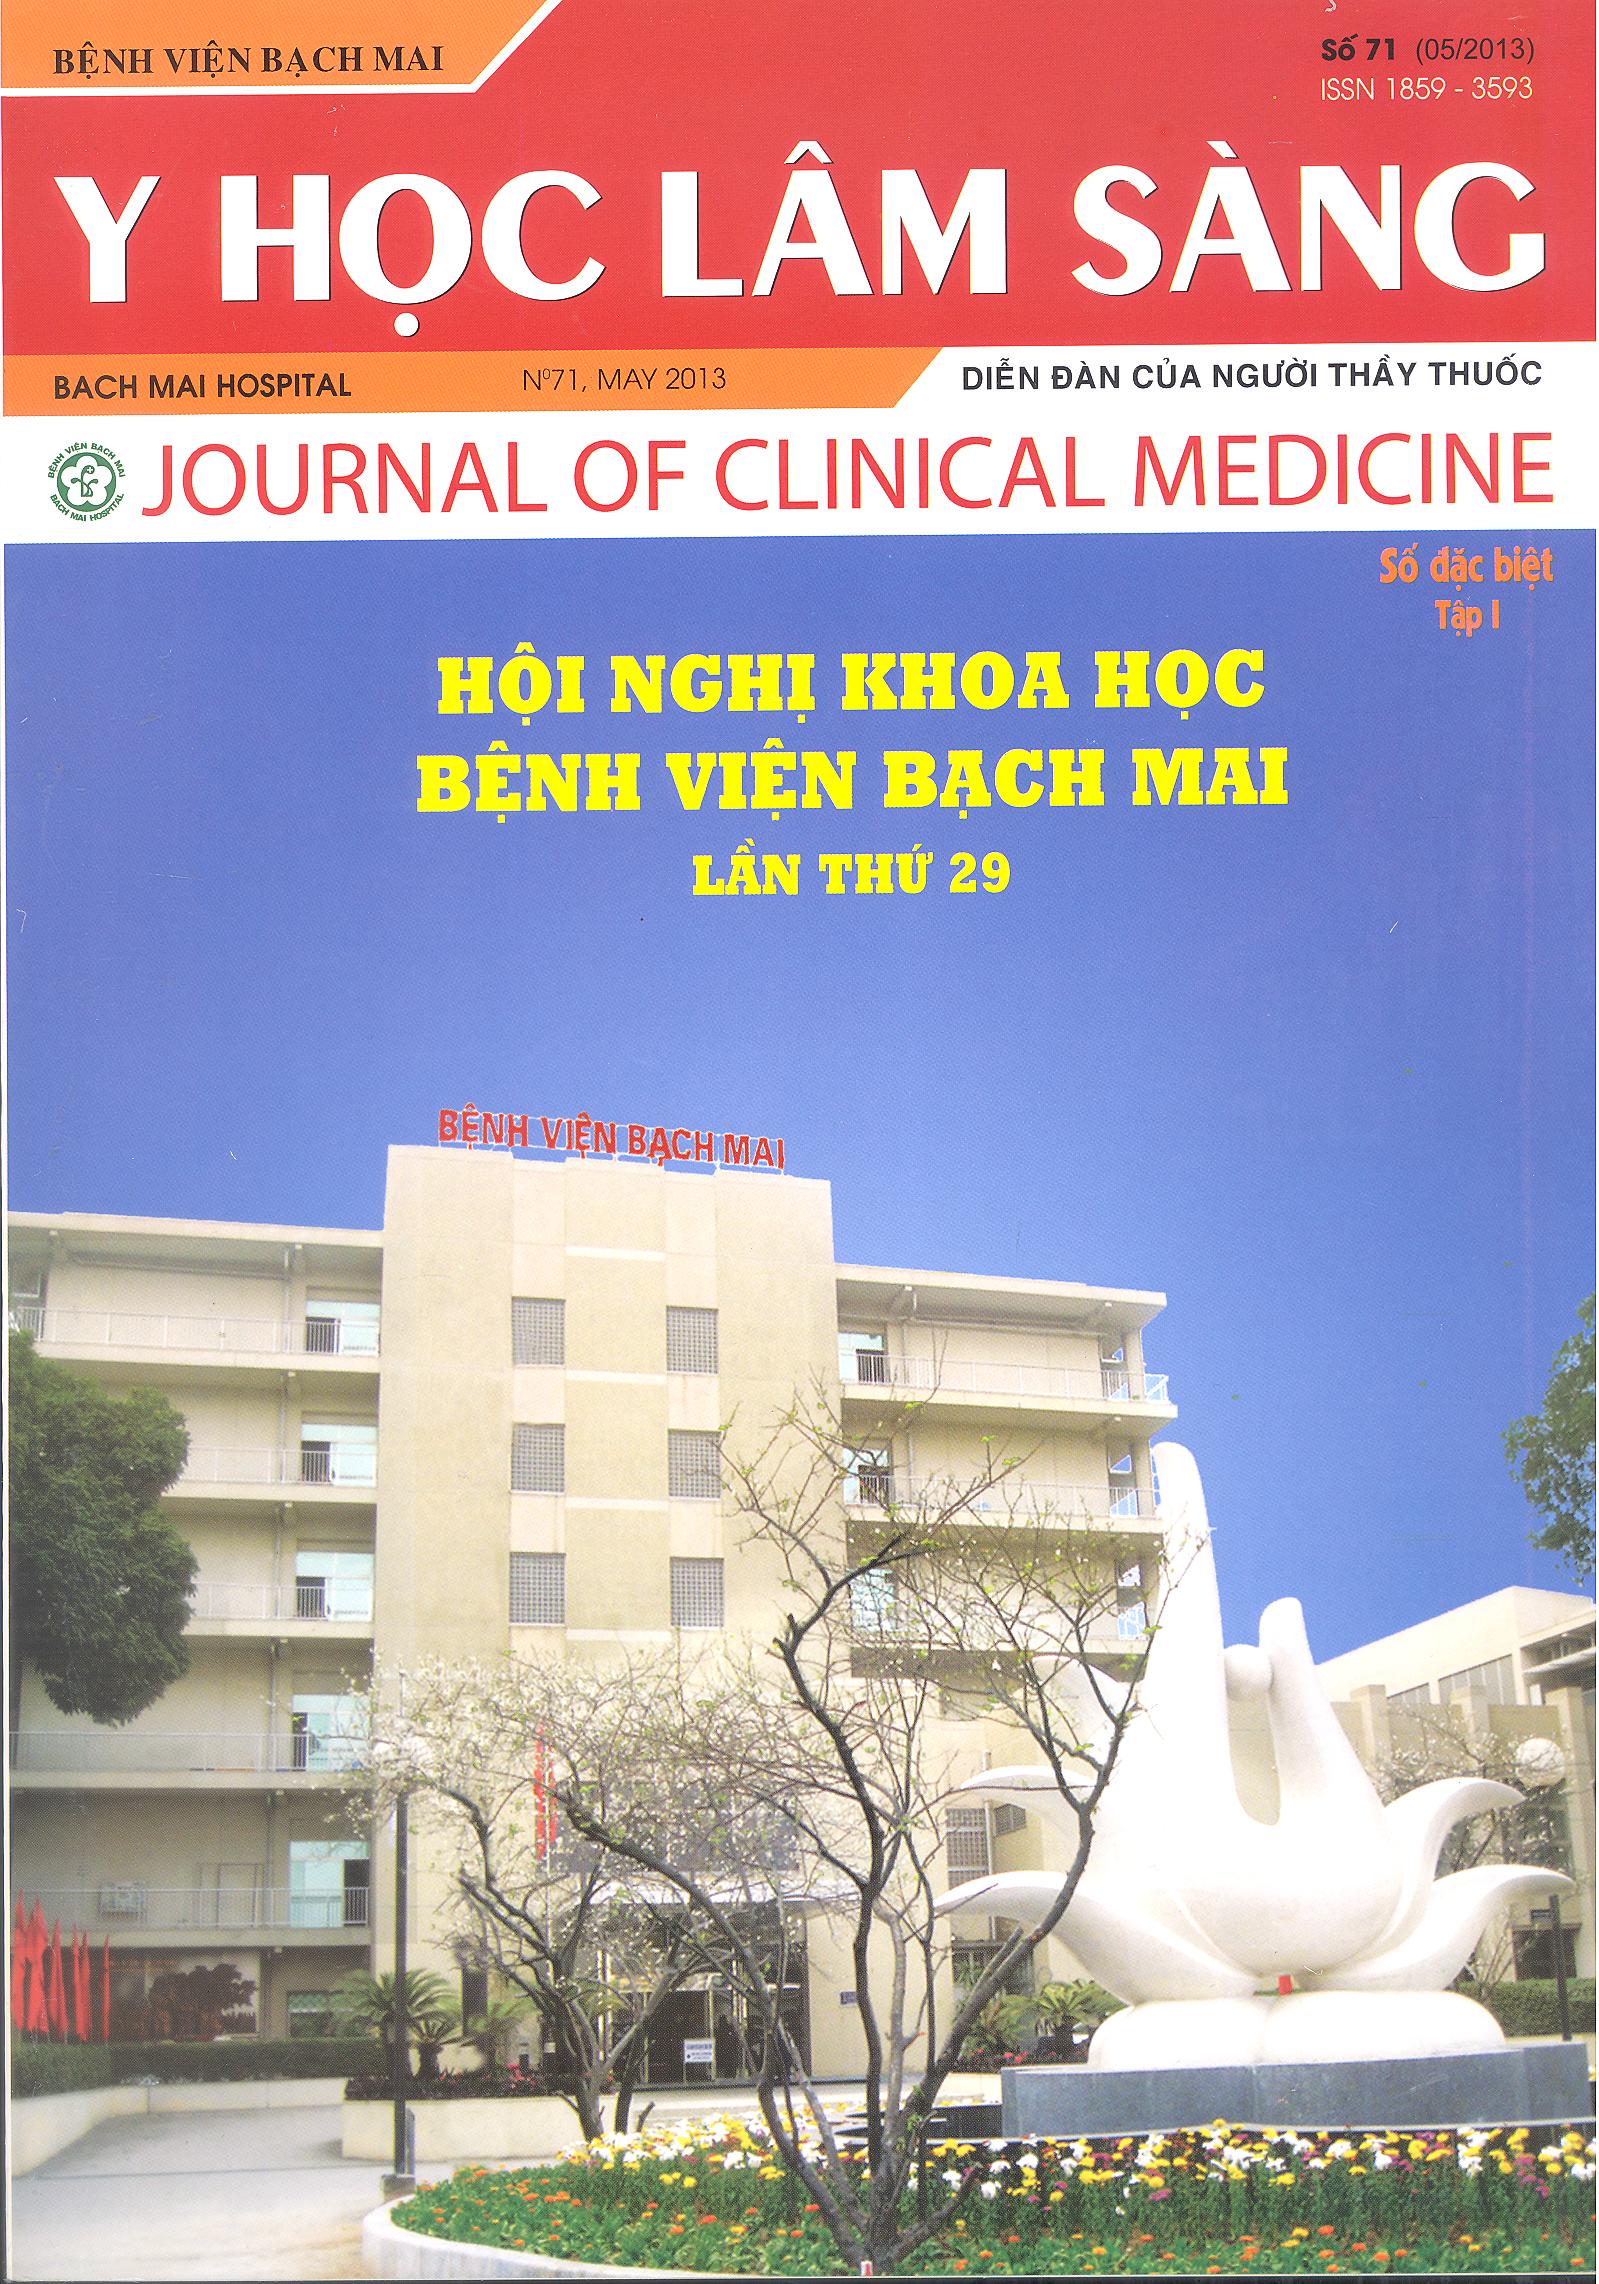 BỆNH VIỆN BẠCH MAI
Số 71 (05/2013)
ISSN 1859 - 3593
Y HỌC LÂM SÀNG
BACH MAI HOSPITAL
Nº71, MAY 2013
DIỄN ĐÀN CỦA NGƯỜI THẦY THUỐC
BỆNH VIỆN BẠCH MAI
BACH MAI HOSPITAL
JOURNAL OF CLINICAL MEDICINE
Số đặc biệt
Tập I
HỘI NGHỊ KHOA HỌC
BỆNH VIỆN BẠCH MAI
LẦN THỨ 29
BỆNH VIỆN BẠCH MAI